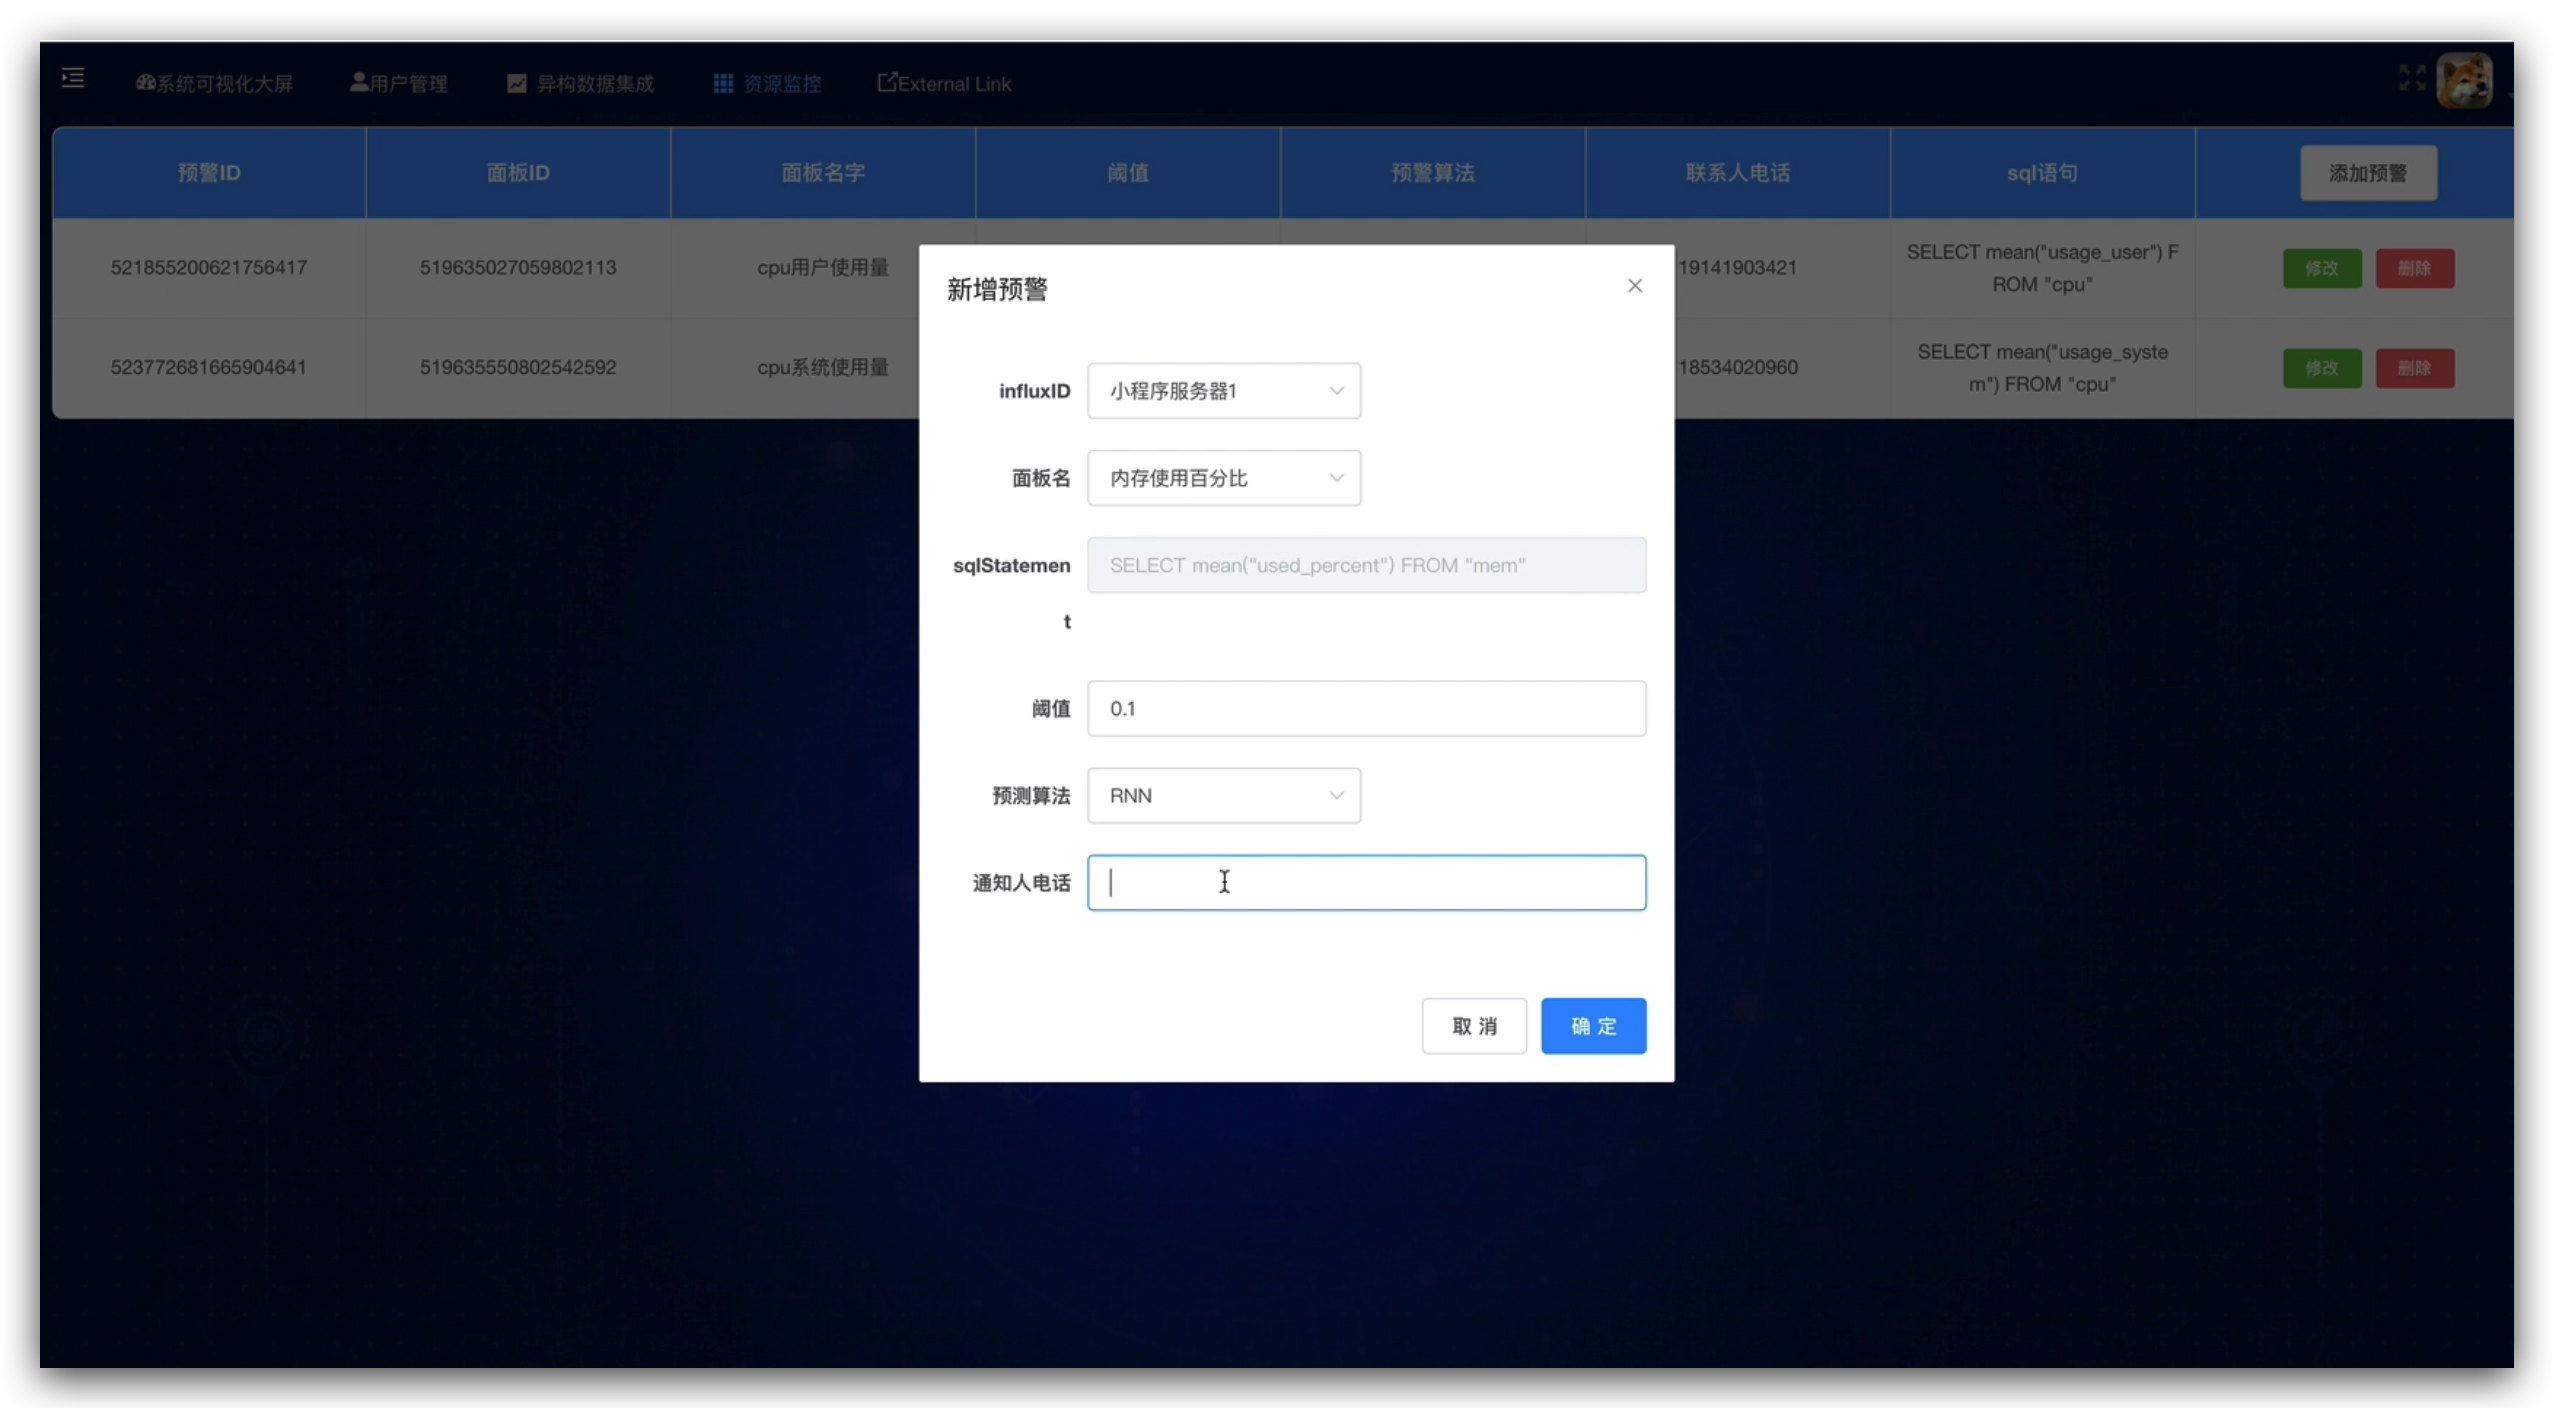 系统可视化大屏 用户管理 异构数据集成 资源监控 External Link
预警ID 面板ID 面板名字 阈值 预警算法 联系人电话 sql语句 添加预警
521855200621756417 519635027059802113 cpu用户使用量 19141903421 SELECT mean("usage_user") F
ROM "cpu"
修改 删除
523772681665904641 519635550802542592 cpu系统使用量 18534020960 SELECT mean("usage_syste
m") FROM "cpu"
修改 删除
新增预警
influxID 小程序服务器1
面板名 内存使用百分比
sqlStatemen SELECT mean("used_percent") FROM "mem"
t
阈值 0.1
预测算法 RNN
通知人电话
取 消 确 定